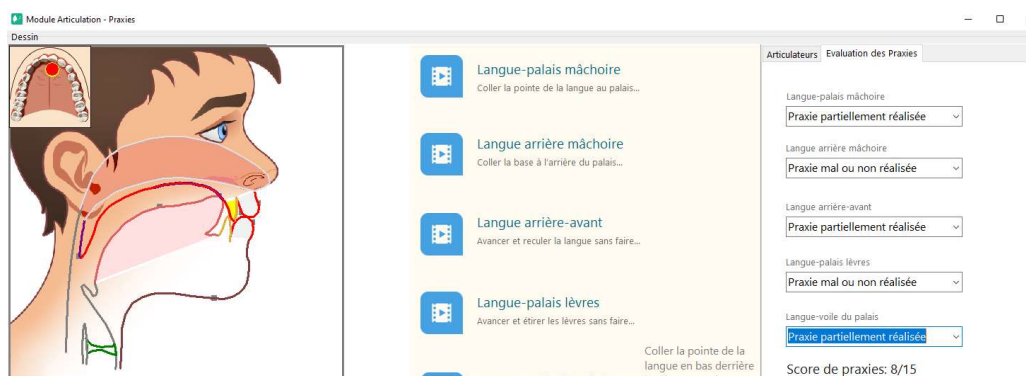 Module Articulation - Praxies
Dessin
Langue-palais mâchoire
Coller la pointe de la langue au palais...
Langue arrière mâchoire
Coller la base à l'arrière du palais...
Langue arrière-avant
Avancer et reculer la langue sans faire...
Langue-palais lèvres
Avancer et étirer les lèvres sans faire...
Coller la pointe de la
langue en bas derrière
Articulateurs Evaluation des Praxies
Langue-palais mâchoire
Praxie partiellement réalisée
Langue arrière mâchoire
Praxie mal ou non réalisée
Langue arrière-avant
Praxie partiellement réalisée
Langue-palais lèvres
Praxie mal ou non réalisée
Langue-voile du palais
Praxie partiellement réalisée
Score de praxies: 8/15